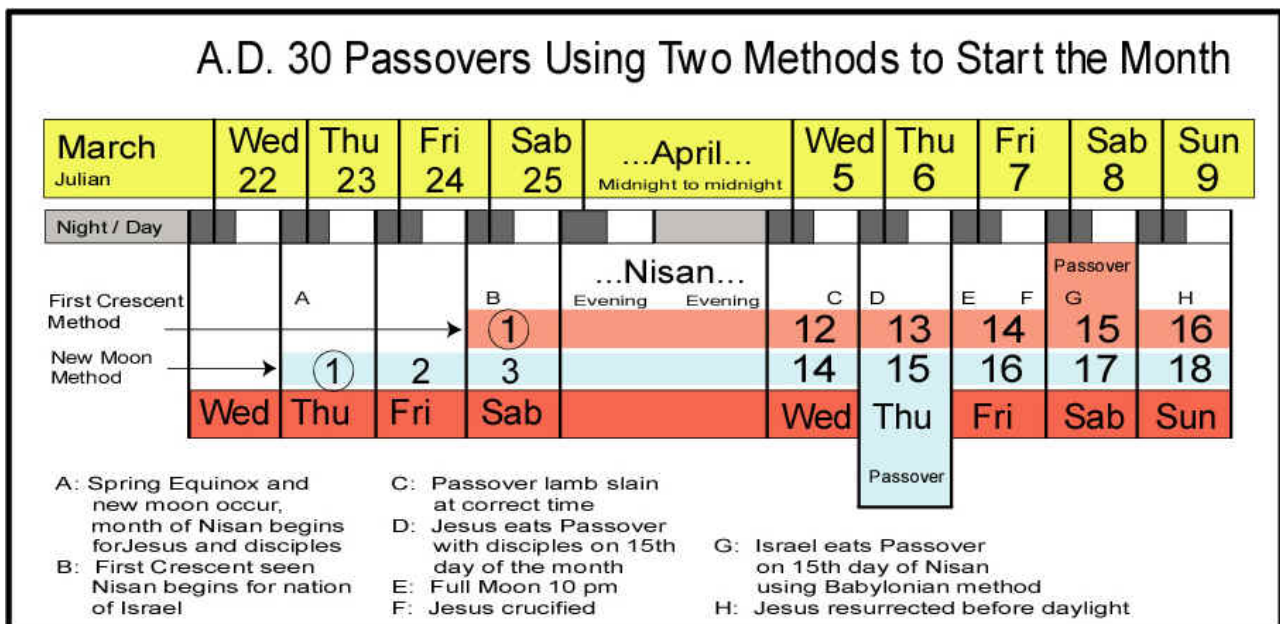 A.D. 30 Passovers Using Two Methods to Start the Month
March Wed Thu Fri Sab ...April... Wed Thu Fri Sab Sun
Julian 22 23 24 25 Midnight to midnight 5 6 7 8 9
Night / Day
...Nisan... Passover
First Crescent A B Evening Evening C D E F G H
Method 1 12 13 14 15 16
New Moon
Method 1 2 3 14 15 16 17 18
Wed Thu Fri Sab Wed Thu Fri Sab Sun
Passover
A: Spring Equinox and
new moon occur,
month of Nisan begins
forJesus and disciples
B: First Crescent seen
Nisan begins for nation
of Israel
C: Passover lamb slain
at correct time
D: Jesus eats Passover
with disciples on 15th
day of the month
E: Full Moon 10 pm
F: Jesus crucified
G: Israel eats Passover
on 15th day of Nisan
using Babylonian method
H: Jesus resurrected before daylight